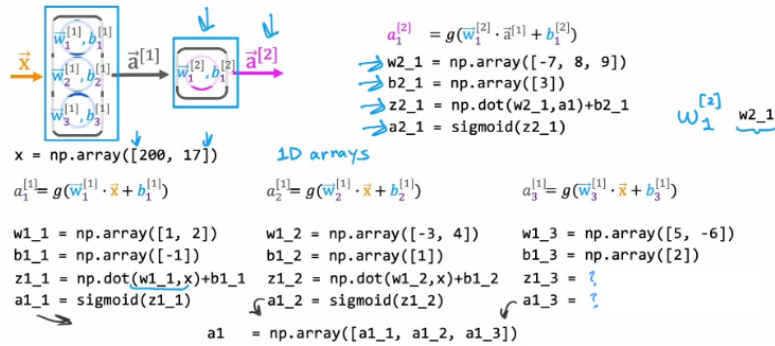 w⃗₁^[1], b₁^[1]
w⃗₂^[1], b₂^[1]
w⃗₃^[1], b₃^[1]
x⃗
a⃗^[1]
w⃗₁^[2], b₁^[2]
a⃗^[2]
a₁^[2] = g(w⃗₁^[2] · a⃗^[1] + b₁^[2])
w2_1 = np.array([-7, 8, 9])
b2_1 = np.array([3])
z2_1 = np.dot(w2_1,a1)+b2_1
a2_1 = sigmoid(z2_1)
w₁^[2] w2_1
x = np.array([200, 17])
1D arrays
a₁^[1] = g(w⃗₁^[1] · x⃗ + b₁^[1])
w1_1 = np.array([1, 2])
b1_1 = np.array([-1])
z1_1 = np.dot(w1_1,x)+b1_1
a1_1 = sigmoid(z1_1)
a₂^[1] = g(w⃗₂^[1] · x⃗ + b₂^[1])
w1_2 = np.array([-3, 4])
b1_2 = np.array([1])
z1_2 = np.dot(w1_2,x)+b1_2
a1_2 = sigmoid(z1_2)
a₃^[1] = g(w⃗₃^[1] · x⃗ + b₃^[1])
w1_3 = np.array([5, -6])
b1_3 = np.array([2])
z1_3 = ?
a1_3 = ?
a1 = np.array([a1_1, a1_2, a1_3])